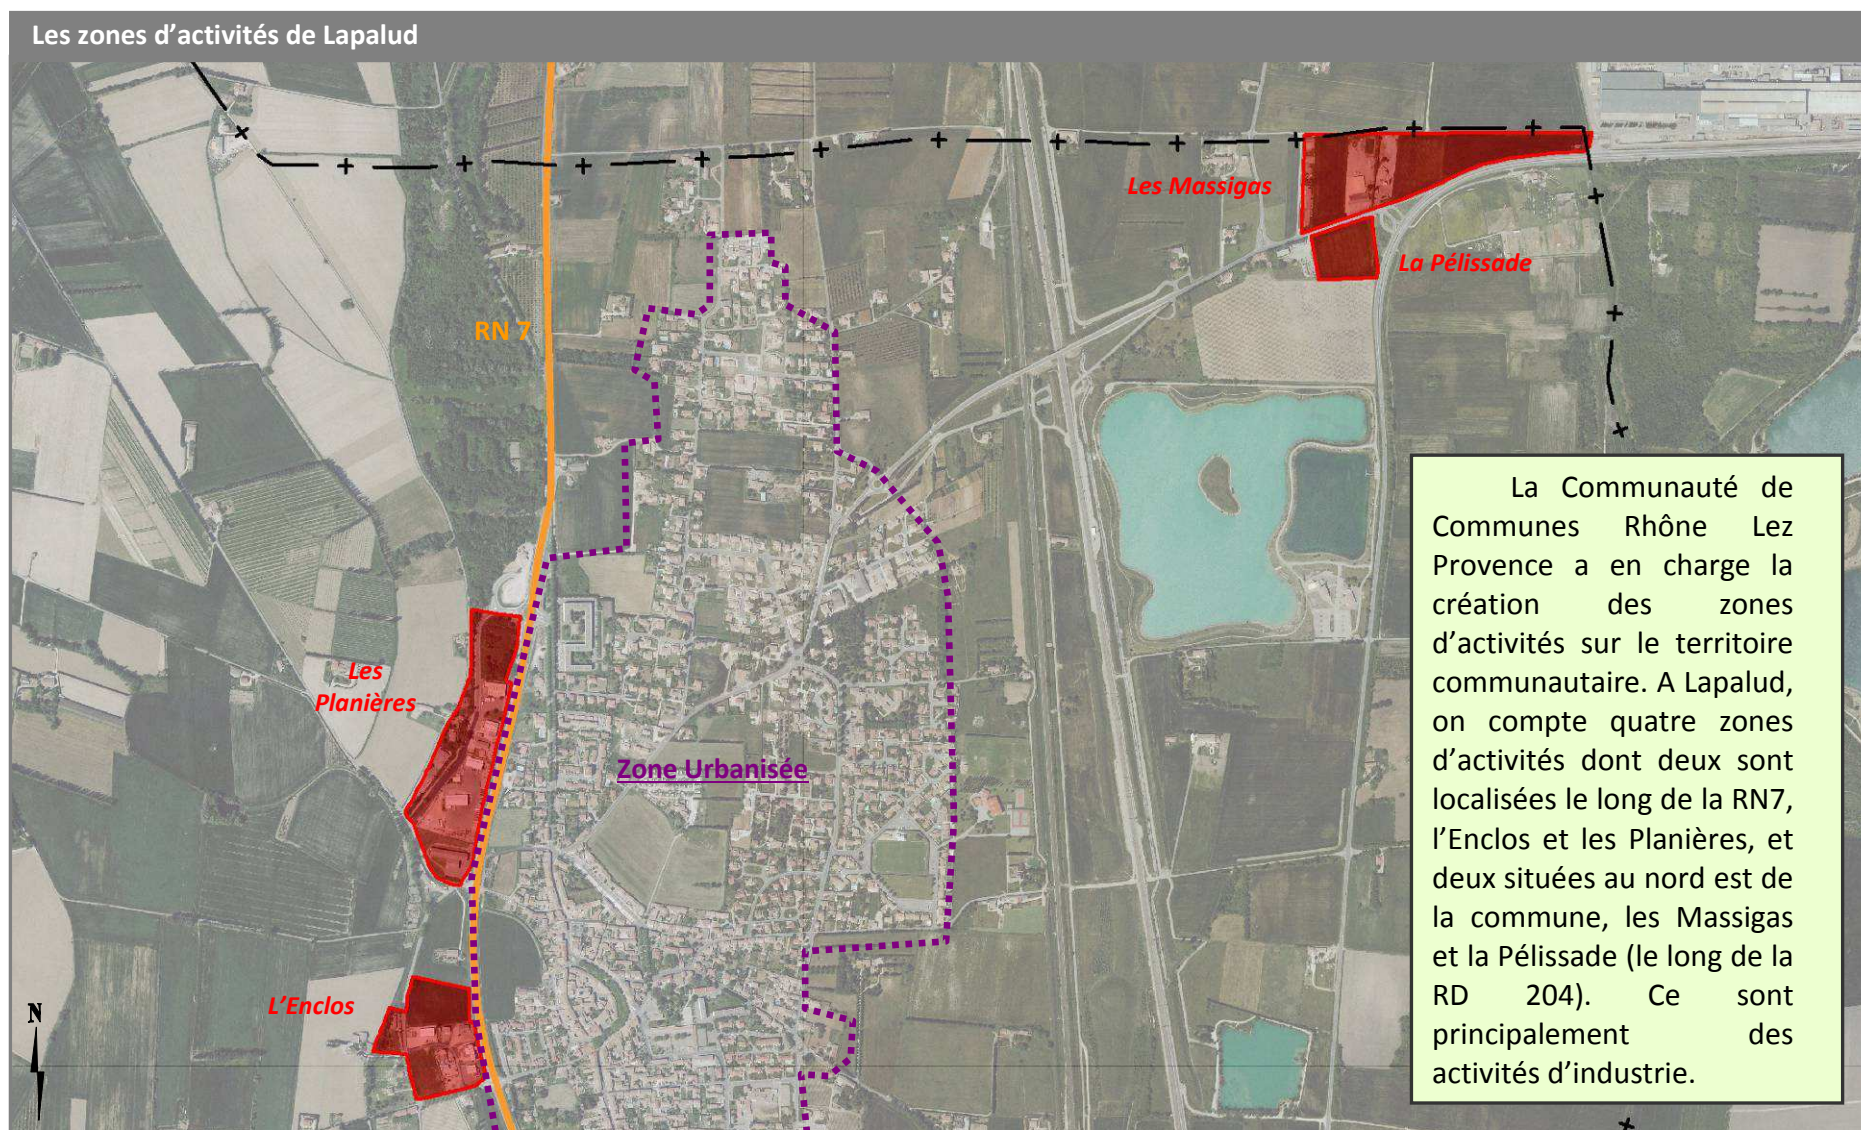 Les zones d’activités de Lapalud
Les Massigas
La Pélissade
RN 7
La Communauté de
Communes Rhône Lez
Provence a en charge la
création des zones
d’activités sur le territoire
communautaire. A Lapalud,
on compte quatre zones
d’activités dont deux sont
localisées le long de la RN7,
l’Enclos et les Planières, et
deux situées au nord est de
la commune, les Massigas
et la Pélissade (le long de la
RD 204). Ce sont
principalement des
activités d’industrie.
Les
Planières
Zone Urbanisée
L’Enclos
N